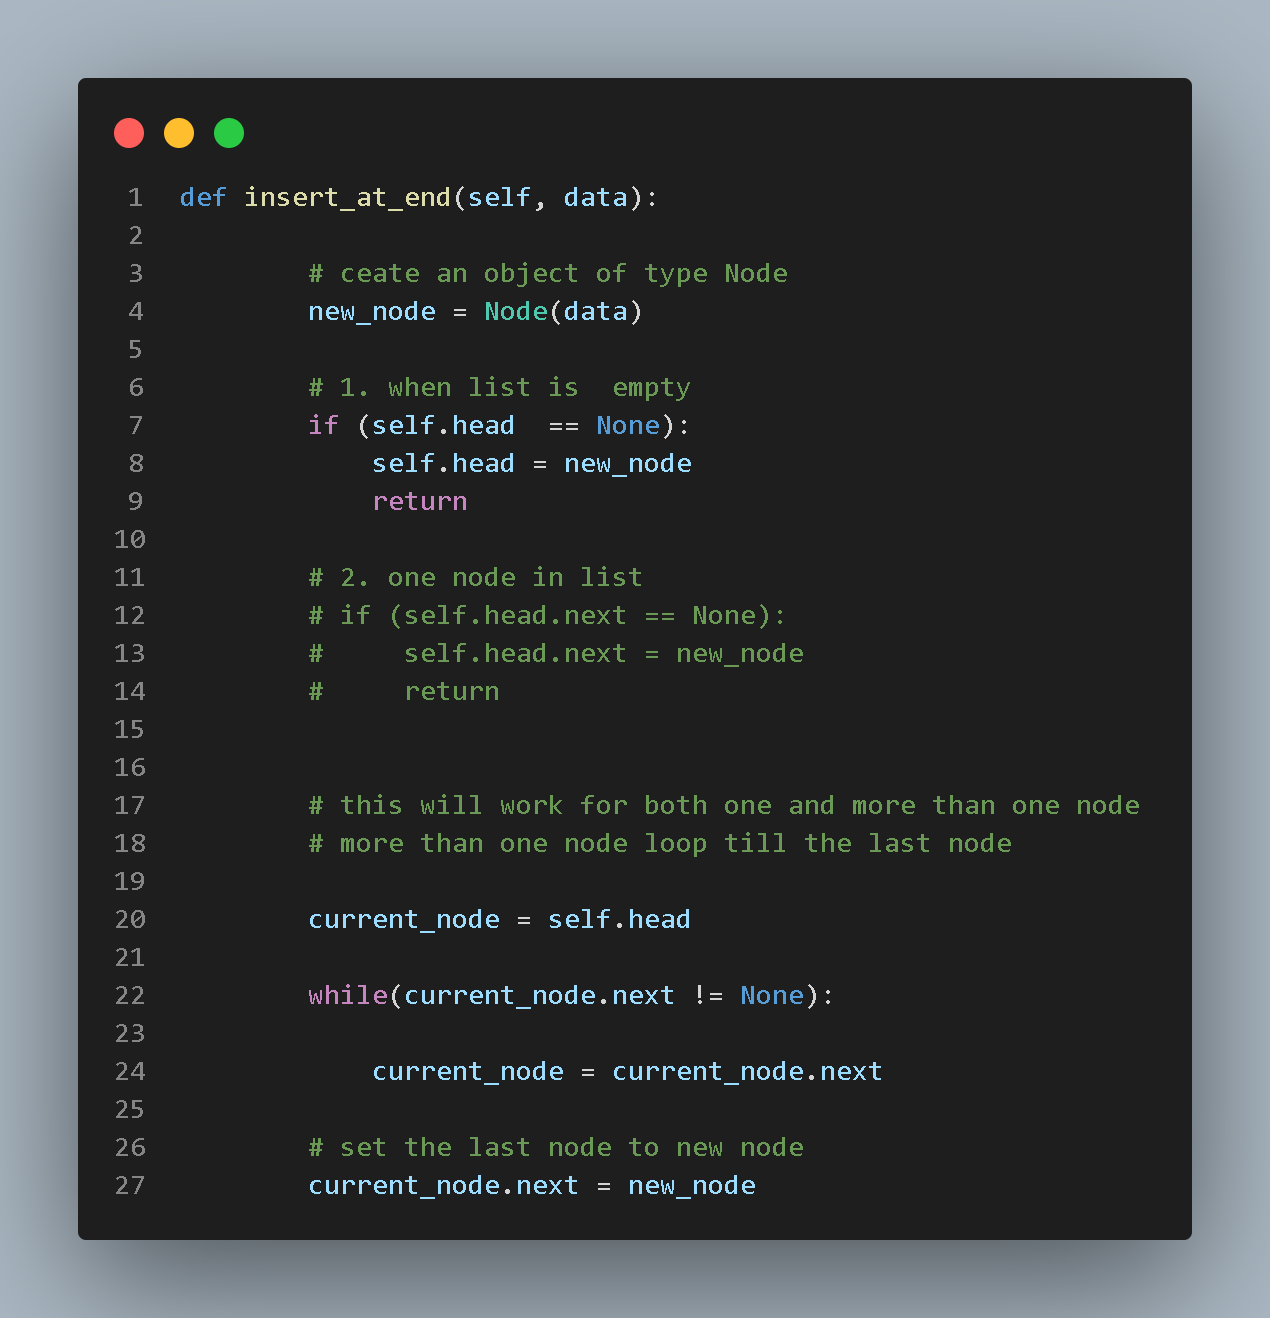 1 def insert_at_end(self, data):
2
3         # ceate an object of type Node
4         new_node = Node(data)
5
6         # 1. when list is  empty
7         if (self.head  == None):
8             self.head = new_node
9             return
10
11         # 2. one node in list
12         # if (self.head.next == None):
13         #     self.head.next = new_node
14         #     return
15
16
17         # this will work for both one and more than one node
18         # more than one node loop till the last node
19
20         current_node = self.head
21
22         while(current_node.next != None):
23
24             current_node = current_node.next
25
26         # set the last node to new node
27         current_node.next = new_node